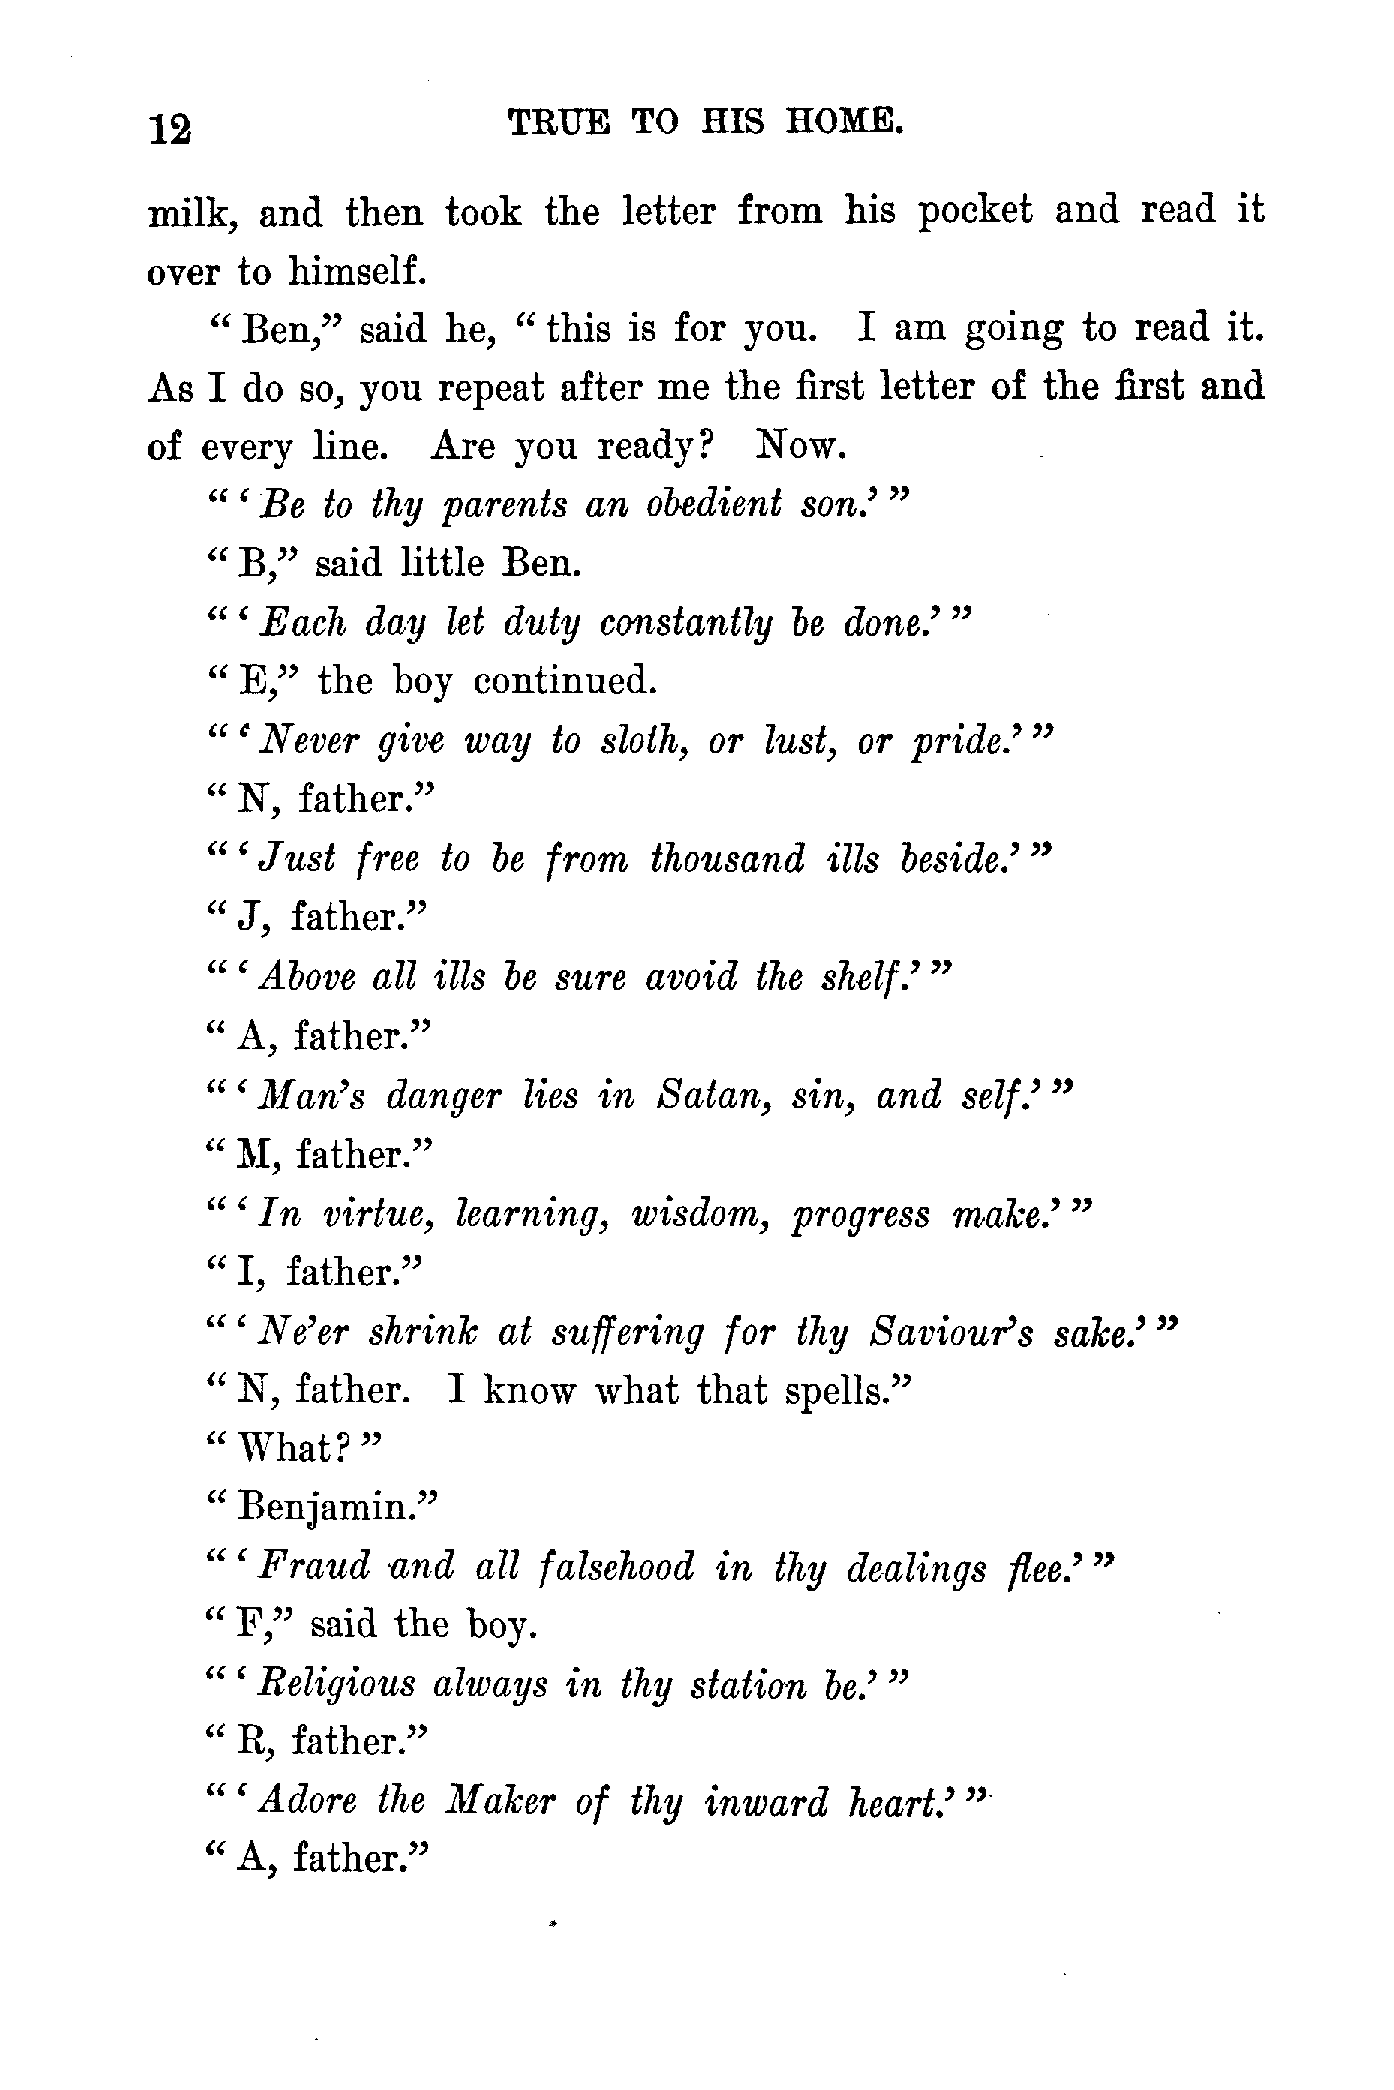 12 TRUE TO HIS HOME.
milk, and then took the letter from his pocket and read it
over to himself.
“ Ben,” said he, “ this is for you. I am going to read it.
As I do so, you repeat after me the first letter of the first and
of every line. Are you ready? Now.
“ ‘ Be to thy parents an obedient son.’ ”
“ B,” said little Ben.
“ ‘ Each day let duty constantly be done.’ ”
“ E,” the boy continued.
“ ‘ Never give way to sloth, or lust, or pride.’ ”
“ N, father.”
“ ‘ Just free to be from thousand ills beside.’ ”
“ J, father.”
“ ‘ Above all ills be sure avoid the shelf.’ ”
“ A, father.”
“ ‘ Man’s danger lies in Satan, sin, and self.’ ”
“ M, father.”
“ ‘ In virtue, learning, wisdom, progress make.’ ”
“ I, father.”
“ ‘ Ne’er shrink at suffering for thy Saviour’s sake.’ ”
“ N, father. I know what that spells.”
“ What? ”
“ Benjamin.”
“ ‘ Fraud and all falsehood in thy dealings flee.’ ”
“ F,” said the boy.
“ ‘ Religious always in thy station be.’ ”
“ R, father.”
“ ‘ Adore the Maker of thy inward heart.’ ”
“ A, father.”